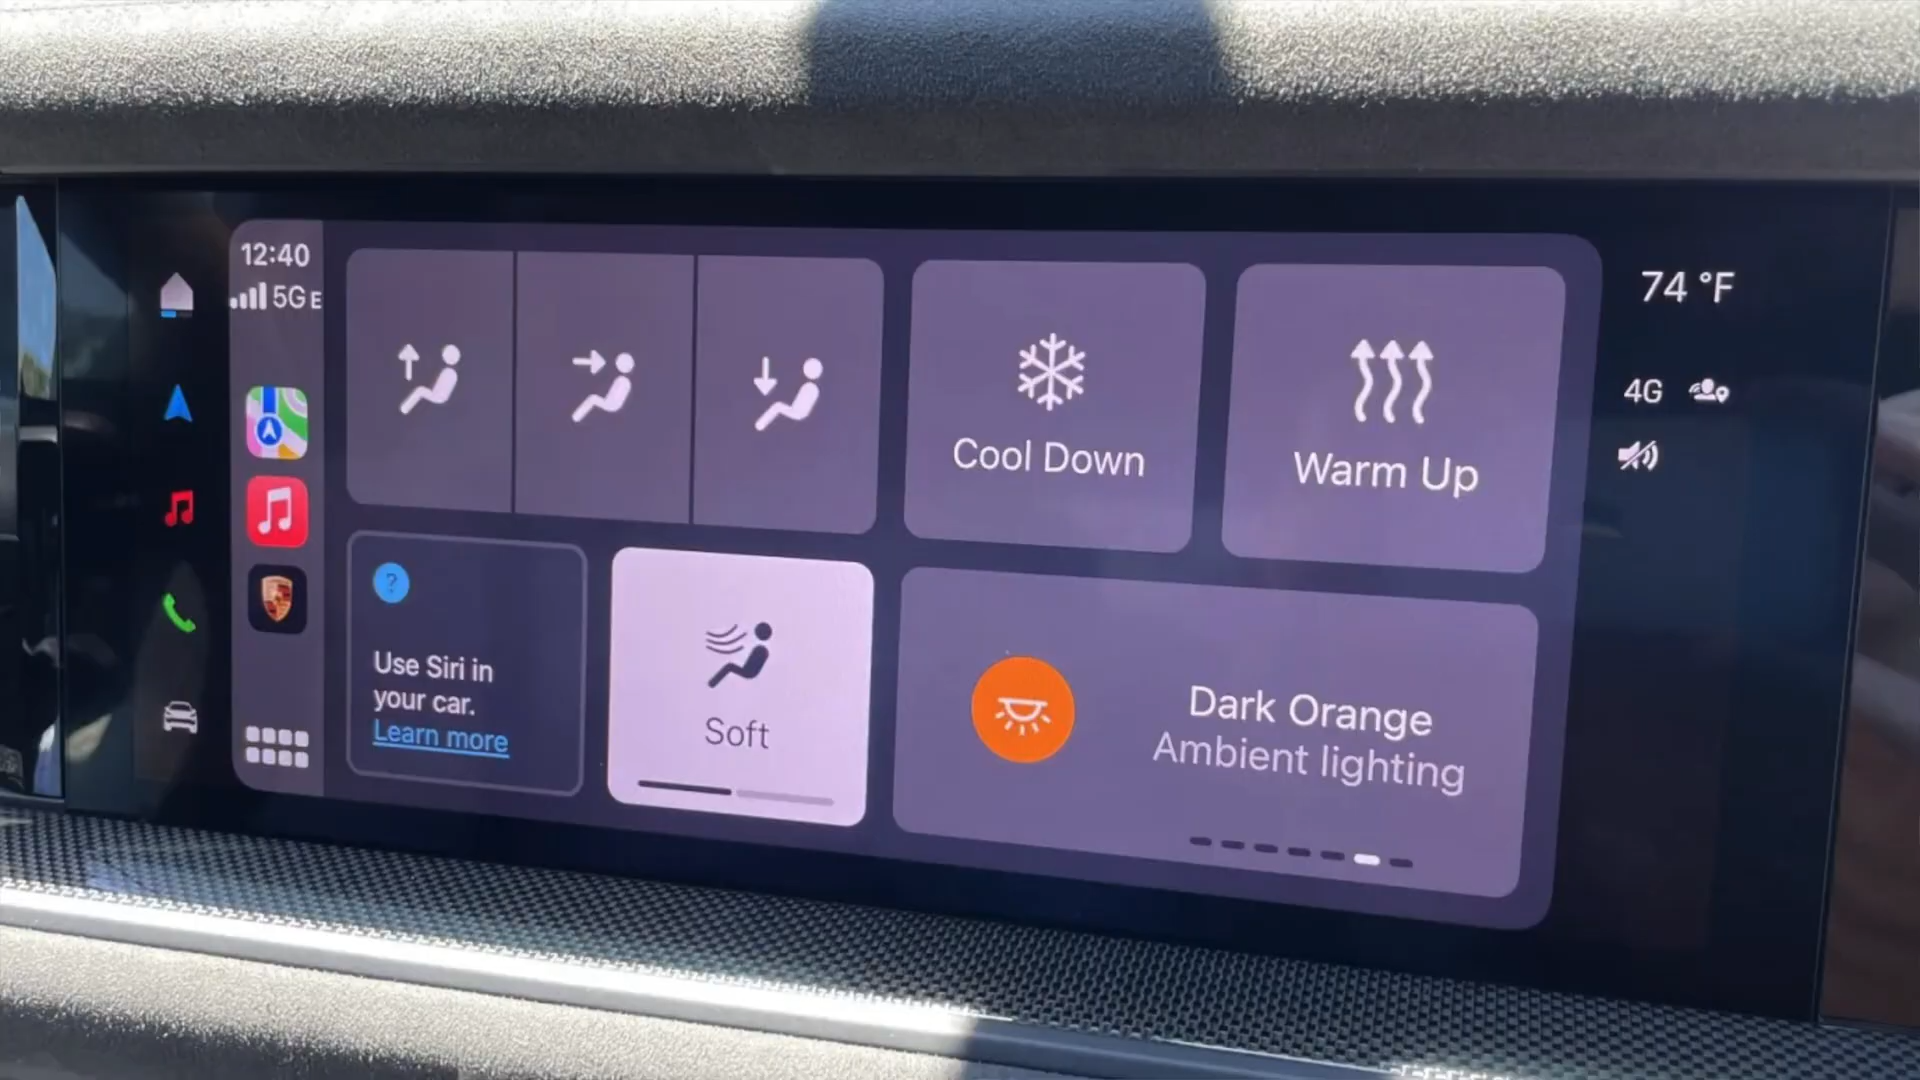 12:40
5GE
Cool Down
Warm Up
74 °F
4G
?
Use Siri in
your car.
Learn more
Soft
Dark Orange
Ambient lighting